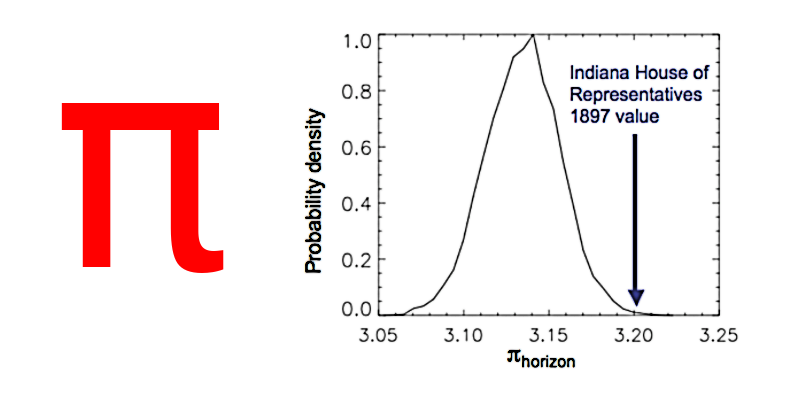 π
Probability density
1.0
0.8
0.6
0.4
0.2
0.0
Indiana House of
Representatives
1897 value
3.05 3.10 3.15 3.20 3.25
πhorizon